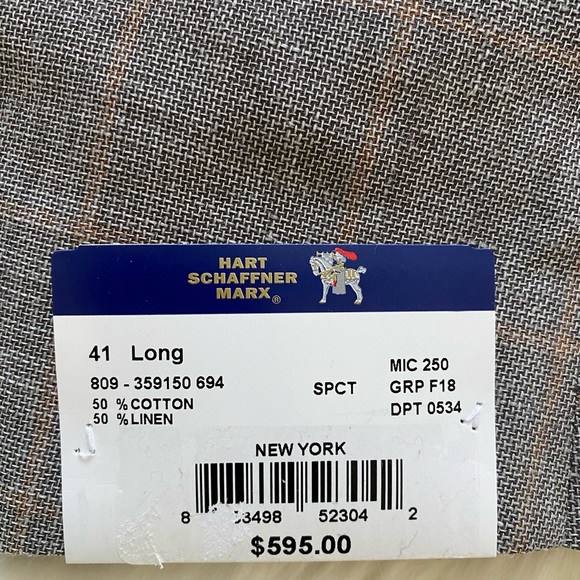 HART
SCHAFFNER
MARX®
41 Long
809 - 359150 694
50 % COTTON
50 % LINEN
SPCT
MIC 250
GRP F18
DPT 0534
NEW YORK
8 3498 52304 2
$595.00